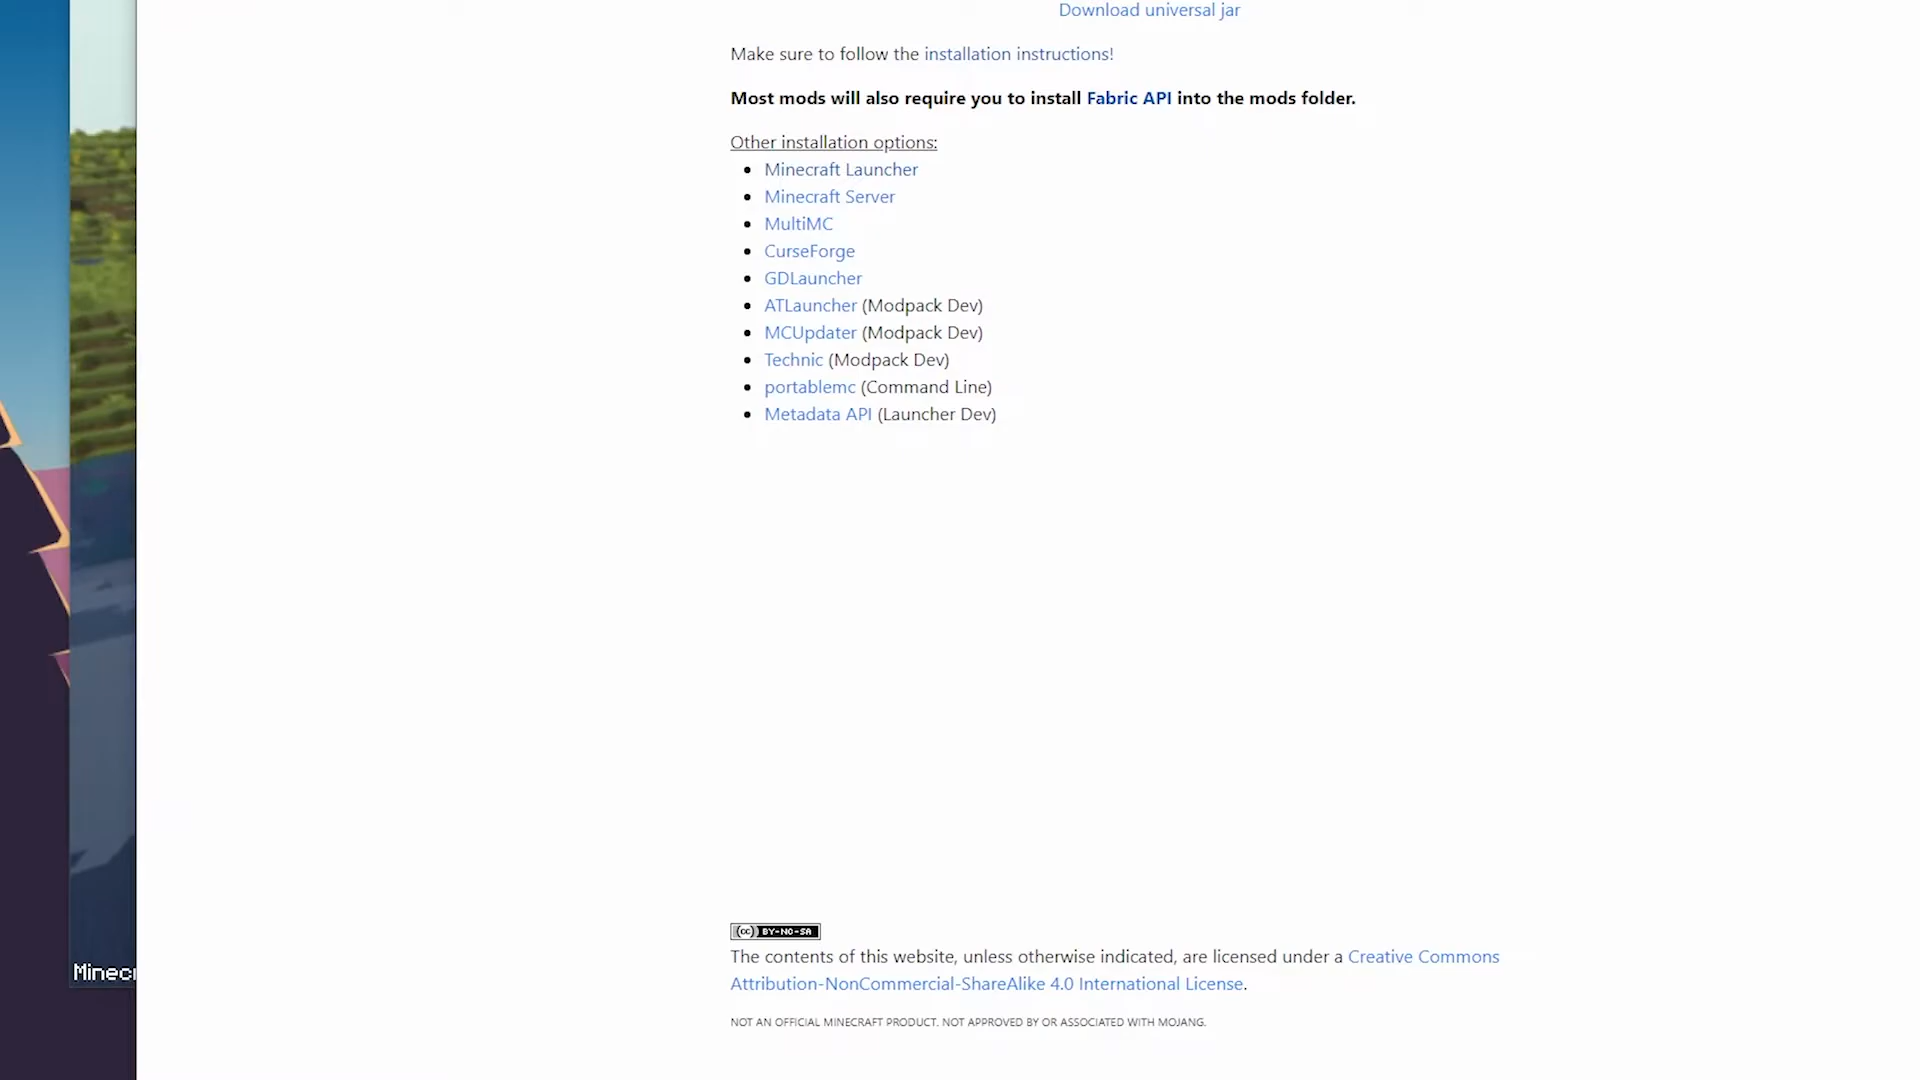 Download universal jar
Make sure to follow the installation instructions!
Most mods will also require you to install Fabric API into the mods folder.
Other installation options:
Minecraft Launcher
Minecraft Server
MultiMC
CurseForge
GDLauncher
ATLauncher (Modpack Dev)
MCUpdater (Modpack Dev)
Technic (Modpack Dev)
portablemc (Command Line)
Metadata API (Launcher Dev)
(cc) BY-NC-SA
The contents of this website, unless otherwise indicated, are licensed under a Creative Commons
Attribution-NonCommercial-ShareAlike 4.0 International License.
NOT AN OFFICIAL MINECRAFT PRODUCT. NOT APPROVED BY OR ASSOCIATED WITH MOJANG.
Minecr